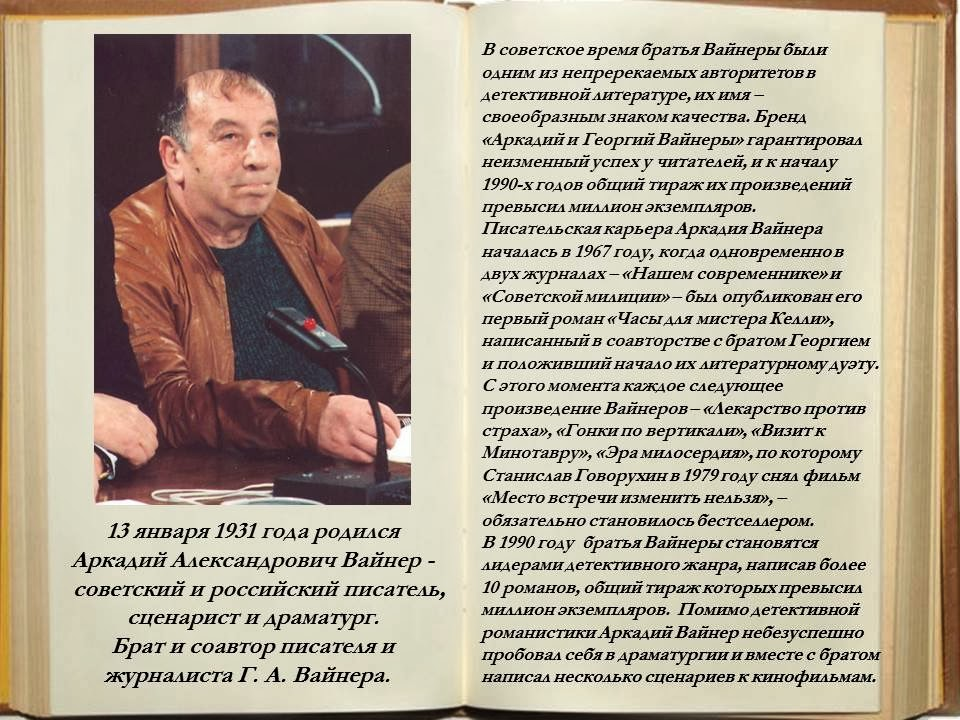 13 января 1931 года родился
Аркадий Александрович Вайнер -
советский и российский писатель,
сценарист и драматург.
Брат и соавтор писателя и
журналиста Г. А. Вайнера.
В советское время братья Вайнеры были
одним из непререкаемых авторитетов в
детективной литературе, их имя –
своеобразным знаком качества. Бренд
«Аркадий и Георгий Вайнеры» гарантировал
неизменный успех у читателей, и к началу
1990-х годов общий тираж их произведений
превысил миллион экземпляров.
Писательская карьера Аркадия Вайнера
началась в 1967 году, когда одновременно в
двух журналах – «Нашем современнике» и
«Советской милиции» – был опубликован его
первый роман «Часы для мистера Келли»,
написанный в соавторстве с братом Георгием
и положивший начало их литературному дуэту.
С этого момента каждое следующее
произведение Вайнеров – «Лекарство против
страха», «Гонки по вертикали», «Визит к
Минотавру», «Эра милосердия», по которому
Станислав Говорухин в 1979 году снял фильм
«Место встречи изменить нельзя», –
обязательно становилось бестселлером.
В 1990 году братья Вайнеры становятся
лидерами детективного жанра, написав более
10 романов, общий тираж которых превысил
миллион экземпляров. Помимо детективной
романистики Аркадий Вайнер небезуспешно
пробовал себя в драматургии и вместе с братом
написал несколько сценариев к кинофильмам.